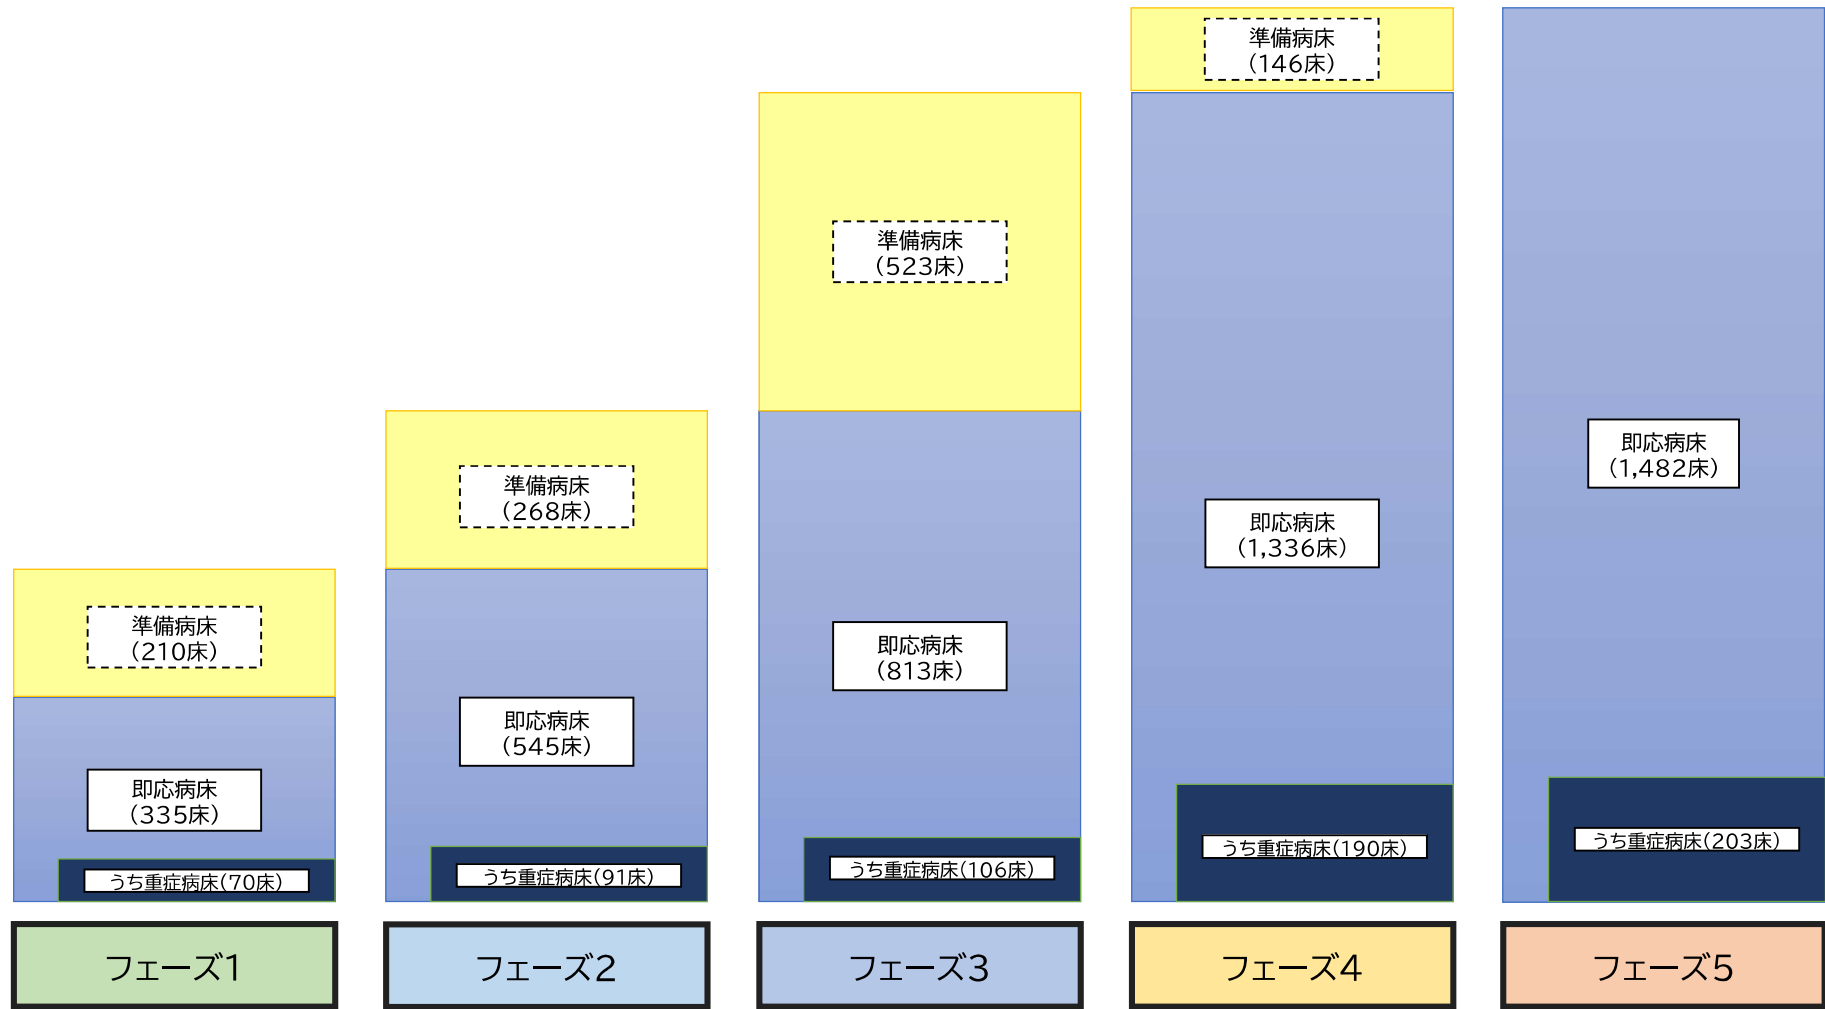 準備病床
(210床)
即応病床
(335床)
うち重症病床(70床)
フェーズ1
準備病床
(268床)
即応病床
(545床)
うち重症病床(91床)
フェーズ2
準備病床
(523床)
即応病床
(813床)
うち重症病床(106床)
フェーズ3
準備病床
(146床)
即応病床
(1,336床)
うち重症病床(190床)
フェーズ4
即応病床
(1,482床)
うち重症病床(203床)
フェーズ5